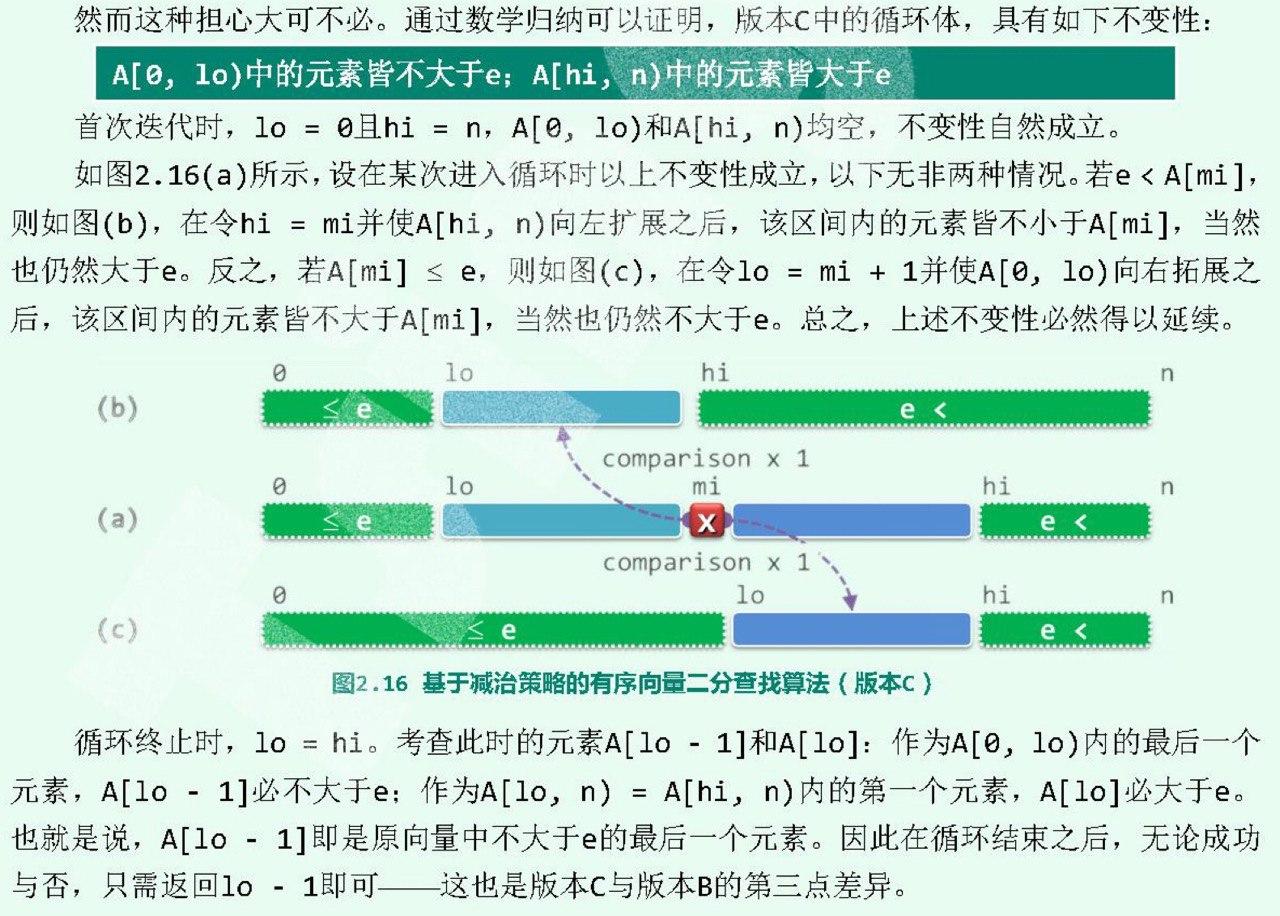 然而这种担心大可不必。通过数学归纳可以证明，版本C中的循环体，具有如下不变性：
A[0, lo)中的元素皆不大于e；A[hi, n)中的元素皆大于e
首次迭代时，lo = 0且hi = n，A[0, lo)和A[hi, n)均空，不变性自然成立。
如图2.16(a)所示，设在某次进入循环时以上不变性成立，以下无非两种情况。若e < A[mi]，
则如图(b)，在令hi = mi并使A[hi, n)向左扩展之后，该区间内的元素皆不小于A[mi]，当然
也仍然大于e。反之，若A[mi] ≤ e，则如图(c)，在令lo = mi + 1并使A[0, lo)向右拓展之
后，该区间内的元素皆不大于A[mi]，当然也仍然不大于e。总之，上述不变性必然得以延续。
0 lo hi n
(b) ≤ e e <
comparison x 1
0 lo mi hi n
(a) ≤ e x e <
comparison x 1
0 lo hi n
(c) ≤ e e <
图2.16 基于减治策略的有序向量二分查找算法（版本C）
循环终止时，lo = hi。考查此时的元素A[lo - 1]和A[lo]：作为A[0, lo)内的最后一个
元素，A[lo - 1]必不大于e；作为A[lo, n) = A[hi, n)内的第一个元素，A[lo]必大于e。
也就是说，A[lo - 1]即是原向量中不大于e的最后一个元素。因此在循环结束之后，无论成功
与否，只需返回lo - 1即可——这也是版本C与版本B的第三点差异。